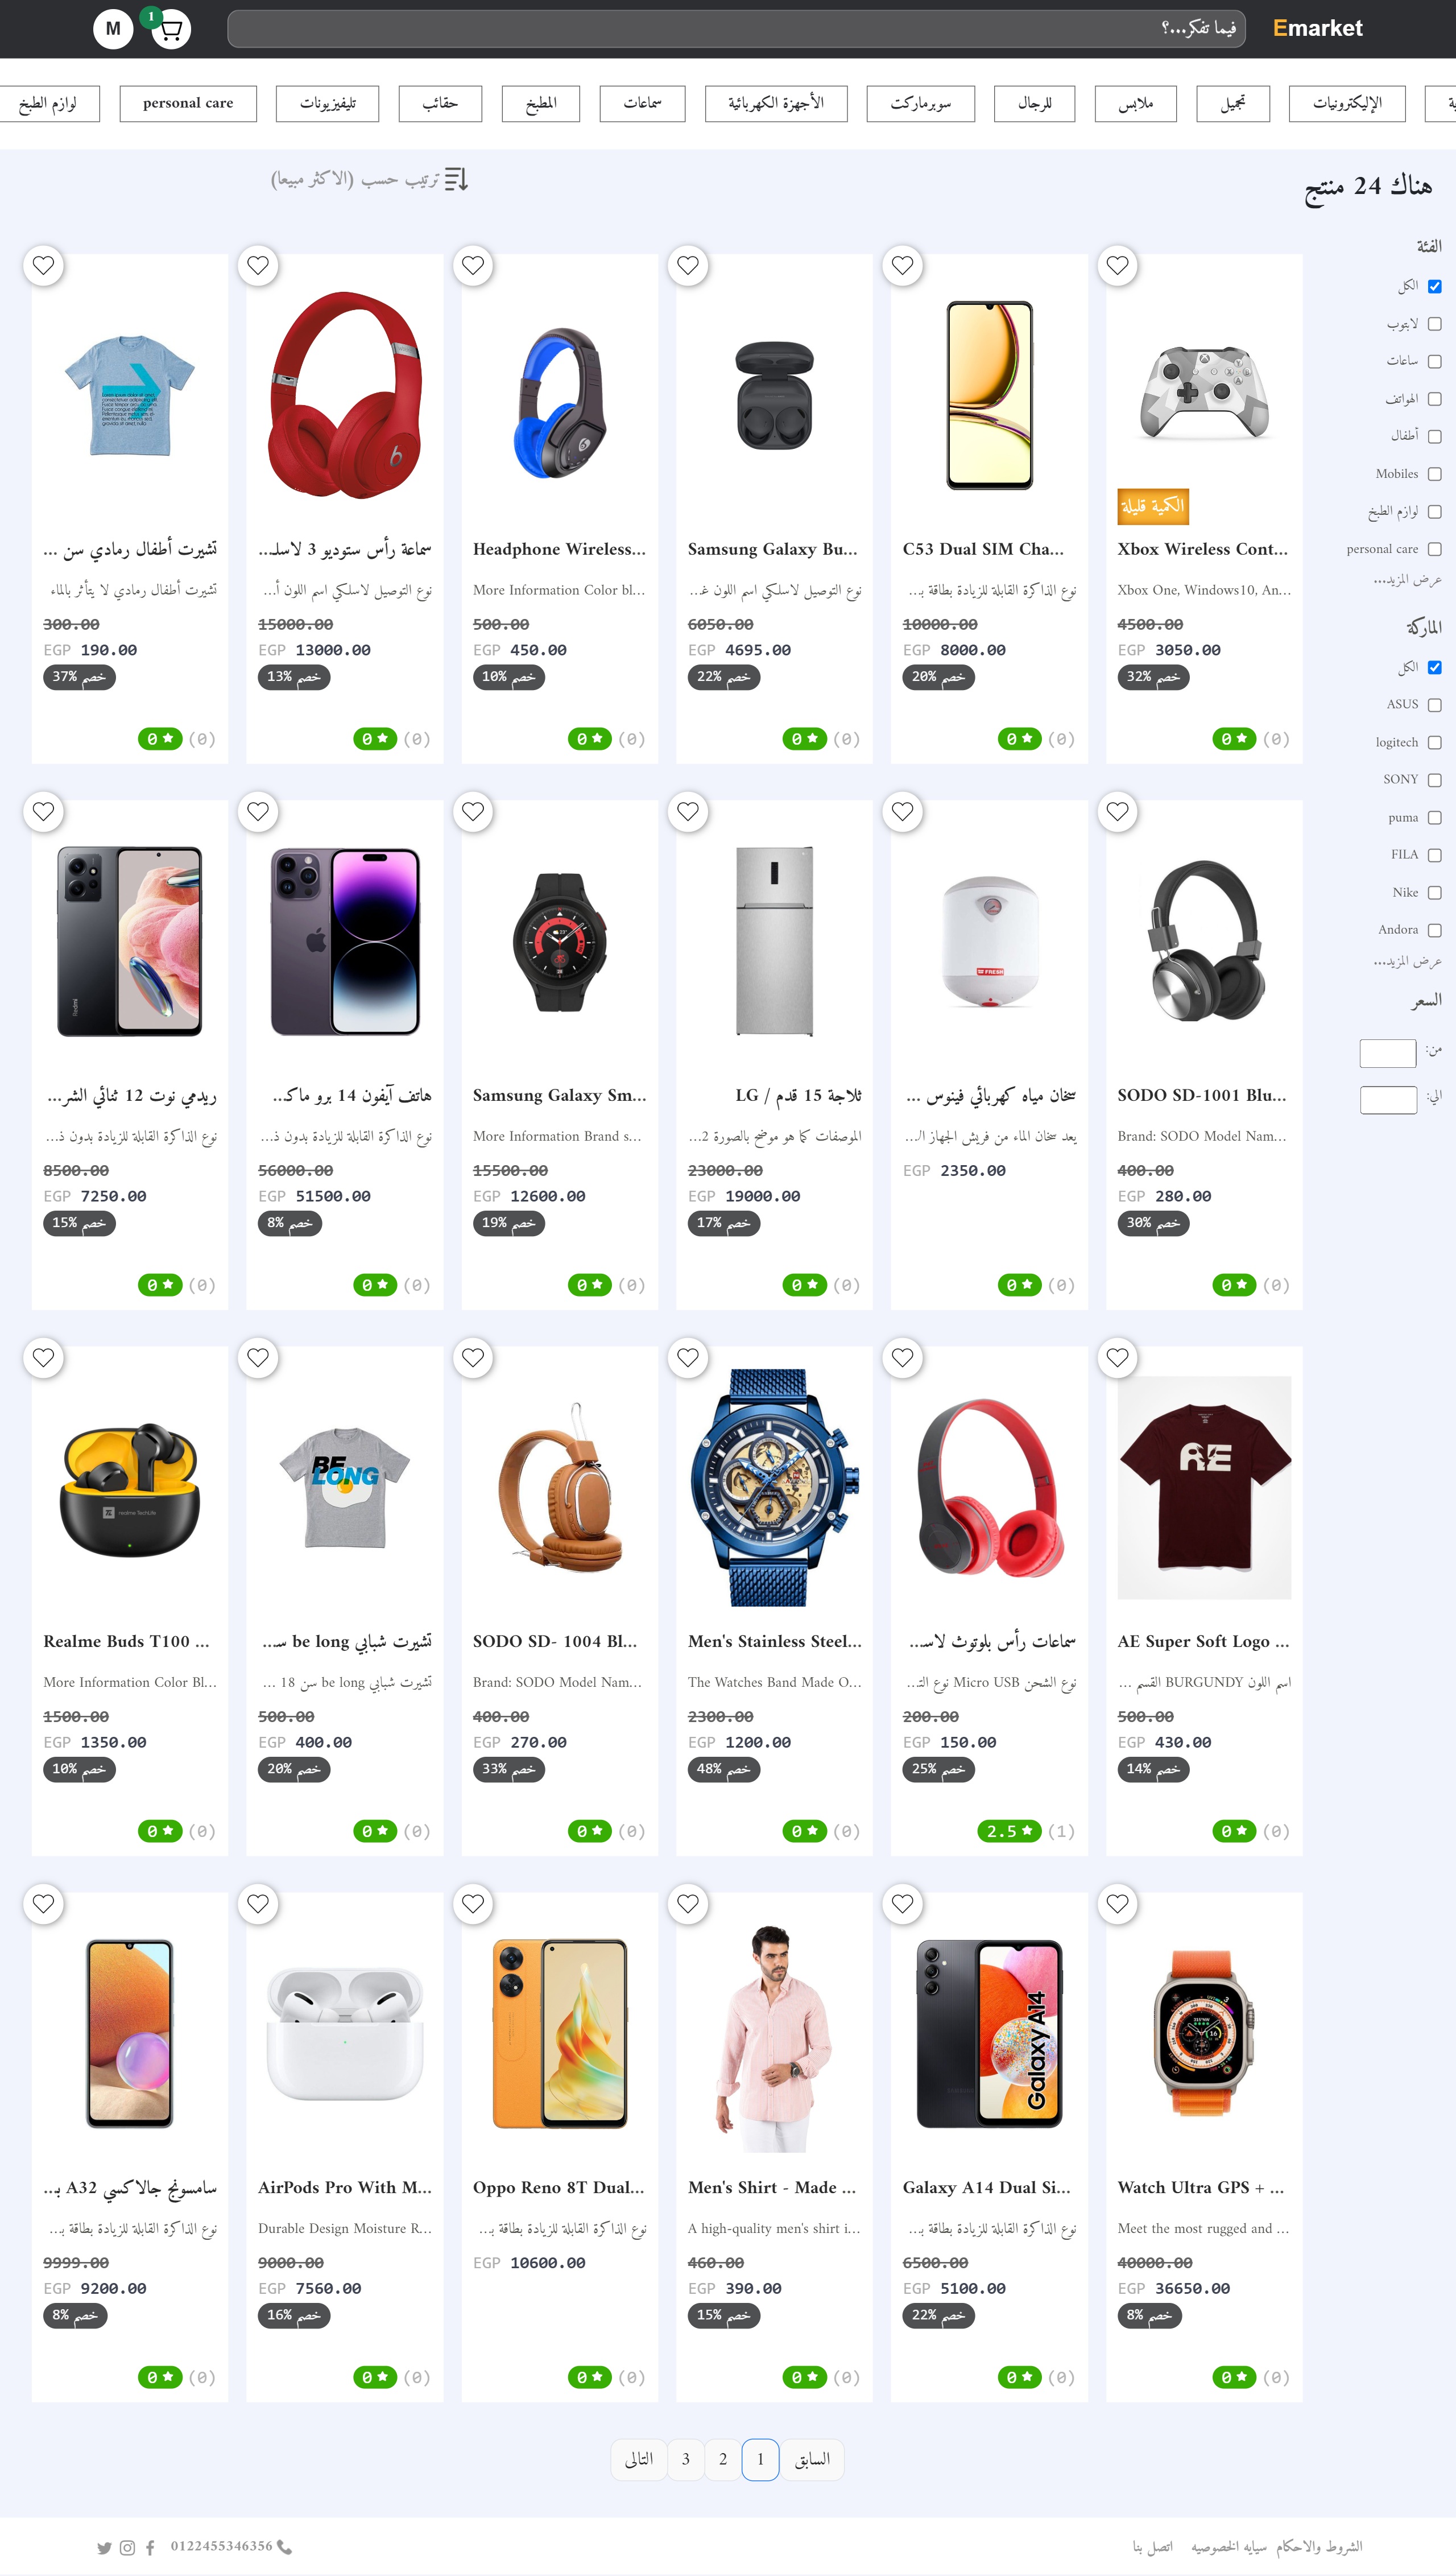 Emarket
فيما تفكر...؟
1
M
الإليكترونيات
تجميل
ملابس
للرجال
سوبرماركت
الأجهزة الكهربائية
سماعات
المطبخ
حقائب
تليفيزيونات
personal care
لوازم الطبخ
هناك 24 منتج
ترتيب حسب (الاكثر مبيعا)
الفئة
الكل
لابتوب
ساعات
الهواتف
أطفال
Mobiles
لوازم الطبخ
personal care
عرض المزيد...
الماركة
الكل
ASUS
logitech
SONY
puma
FILA
Nike
Andora
عرض المزيد...
السعر
من:
الي:
الكمية قليلة
Xbox Wireless Cont...
Xbox One, Windows10, An...
4500.00
EGP 3050.00
خصم 32%
0 (0)
C53 Dual SIM Cha...
نوع الذاكرة القابلة للزيادة بطاقة بـ...
10000.00
EGP 8000.00
خصم 20%
0 (0)
Samsung Galaxy Bu...
نوع التوصيل لاسلكي اسم اللون غـ...
6050.00
EGP 4695.00
خصم 22%
0 (0)
Headphone Wireless...
More Information Color bl...
500.00
EGP 450.00
خصم 10%
0 (0)
سماعة رأس ستوديو 3 لاسلـ...
نوع التوصيل لاسلكي اسم اللون أ...
15000.00
EGP 13000.00
خصم 13%
0 (0)
تشيرت أطفال رمادي سن ...
تشيرت أطفال رمادي لا يتأثر بالماء
300.00
EGP 190.00
خصم 37%
0 (0)
FRESH
Redmi
SODO SD-1001 Blu...
Brand: SODO Model Nam...
400.00
EGP 280.00
خصم 30%
0 (0)
سخان مياه كهربائي فينوس ...
يعد سخان الماء من فريش الجهاز الـ...
EGP 2350.00
0 (0)
ثلاجة 15 قدم / LG
الموصفات كما هو موضح بالصورة 2...
23000.00
EGP 19000.00
خصم 17%
0 (0)
Samsung Galaxy Sm...
More Information Brand s...
15500.00
EGP 12600.00
خصم 19%
0 (0)
هاتف آيفون 14 برو ماكـ...
نوع الذاكرة القابلة للزيادة بدون ذ...
56000.00
EGP 51500.00
خصم 8%
0 (0)
ريدمي نوت 12 ثنائي الشر...
نوع الذاكرة القابلة للزيادة بدون ذ...
8500.00
EGP 7250.00
خصم 15%
0 (0)
AE
BE
LONG
realme TechLife
AE Super Soft Logo ...
اسم اللون BURGUNDY القسم ...
500.00
EGP 430.00
خصم 14%
0 (0)
سماعات رأس بلوتوث لاسـ...
نوع الشحن Micro USB نوع التـ...
200.00
EGP 150.00
خصم 25%
2.5 (1)
Men's Stainless Steel...
The Watches Band Made O...
2300.00
EGP 1200.00
خصم 48%
0 (0)
SODO SD- 1004 Bl...
Brand: SODO Model Nam...
400.00
EGP 270.00
خصم 33%
0 (0)
تشيرت شبابي be long سـ...
تشيرت شبابي be long سن 18 ...
500.00
EGP 400.00
خصم 20%
0 (0)
Realme Buds T100 ...
More Information Color Bl...
1500.00
EGP 1350.00
خصم 10%
0 (0)
Galaxy A14
Watch Ultra GPS + ...
Meet the most rugged and ...
40000.00
EGP 36650.00
خصم 8%
0 (0)
Galaxy A14 Dual Si...
نوع الذاكرة القابلة للزيادة بطاقة بـ...
6500.00
EGP 5100.00
خصم 22%
0 (0)
Men's Shirt - Made ...
A high-quality men's shirt i...
460.00
EGP 390.00
خصم 15%
0 (0)
Oppo Reno 8T Dual...
نوع الذاكرة القابلة للزيادة بطاقة بـ...
EGP 10600.00
0 (0)
AirPods Pro With M...
Durable Design Moisture R...
9000.00
EGP 7560.00
خصم 16%
0 (0)
سامسونج جالاكسي A32 بـ...
نوع الذاكرة القابلة للزيادة بطاقة بـ...
9999.00
EGP 9200.00
خصم 8%
0 (0)
السابق 1 2 3 التالى
الشروط والاحكام سيايه الخصوصيه اتصل بنا
0122455346356